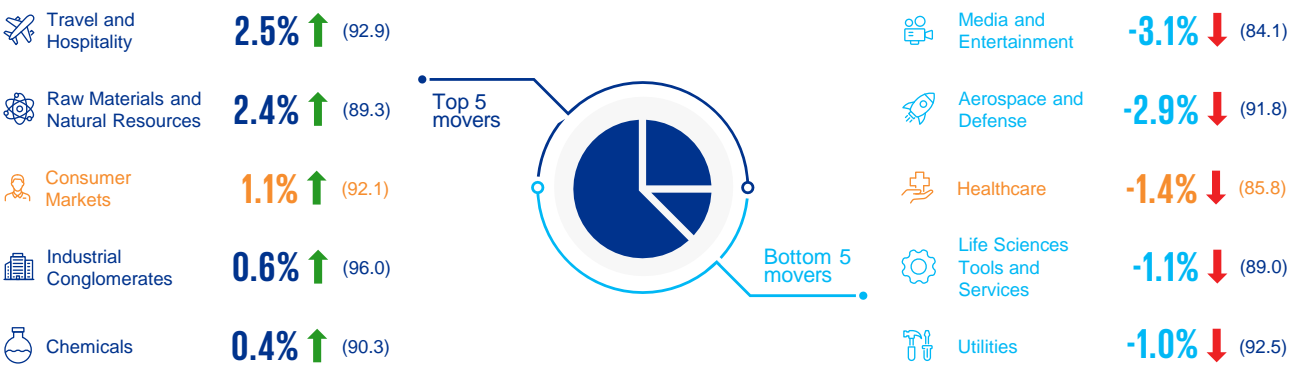 Travel and
Hospitality
2.5% (92.9)
Raw Materials and
Natural Resources
2.4% (89.3)
Consumer
Markets
1.1% (92.1)
Industrial
Conglomerates
0.6% (96.0)
Chemicals
0.4% (90.3)
Top 5
movers
Bottom 5
movers
Media and
Entertainment
-3.1% (84.1)
Aerospace and
Defense
-2.9% (91.8)
Healthcare
-1.4% (85.8)
Life Sciences
Tools and
Services
-1.1% (89.0)
Utilities
-1.0% (92.5)